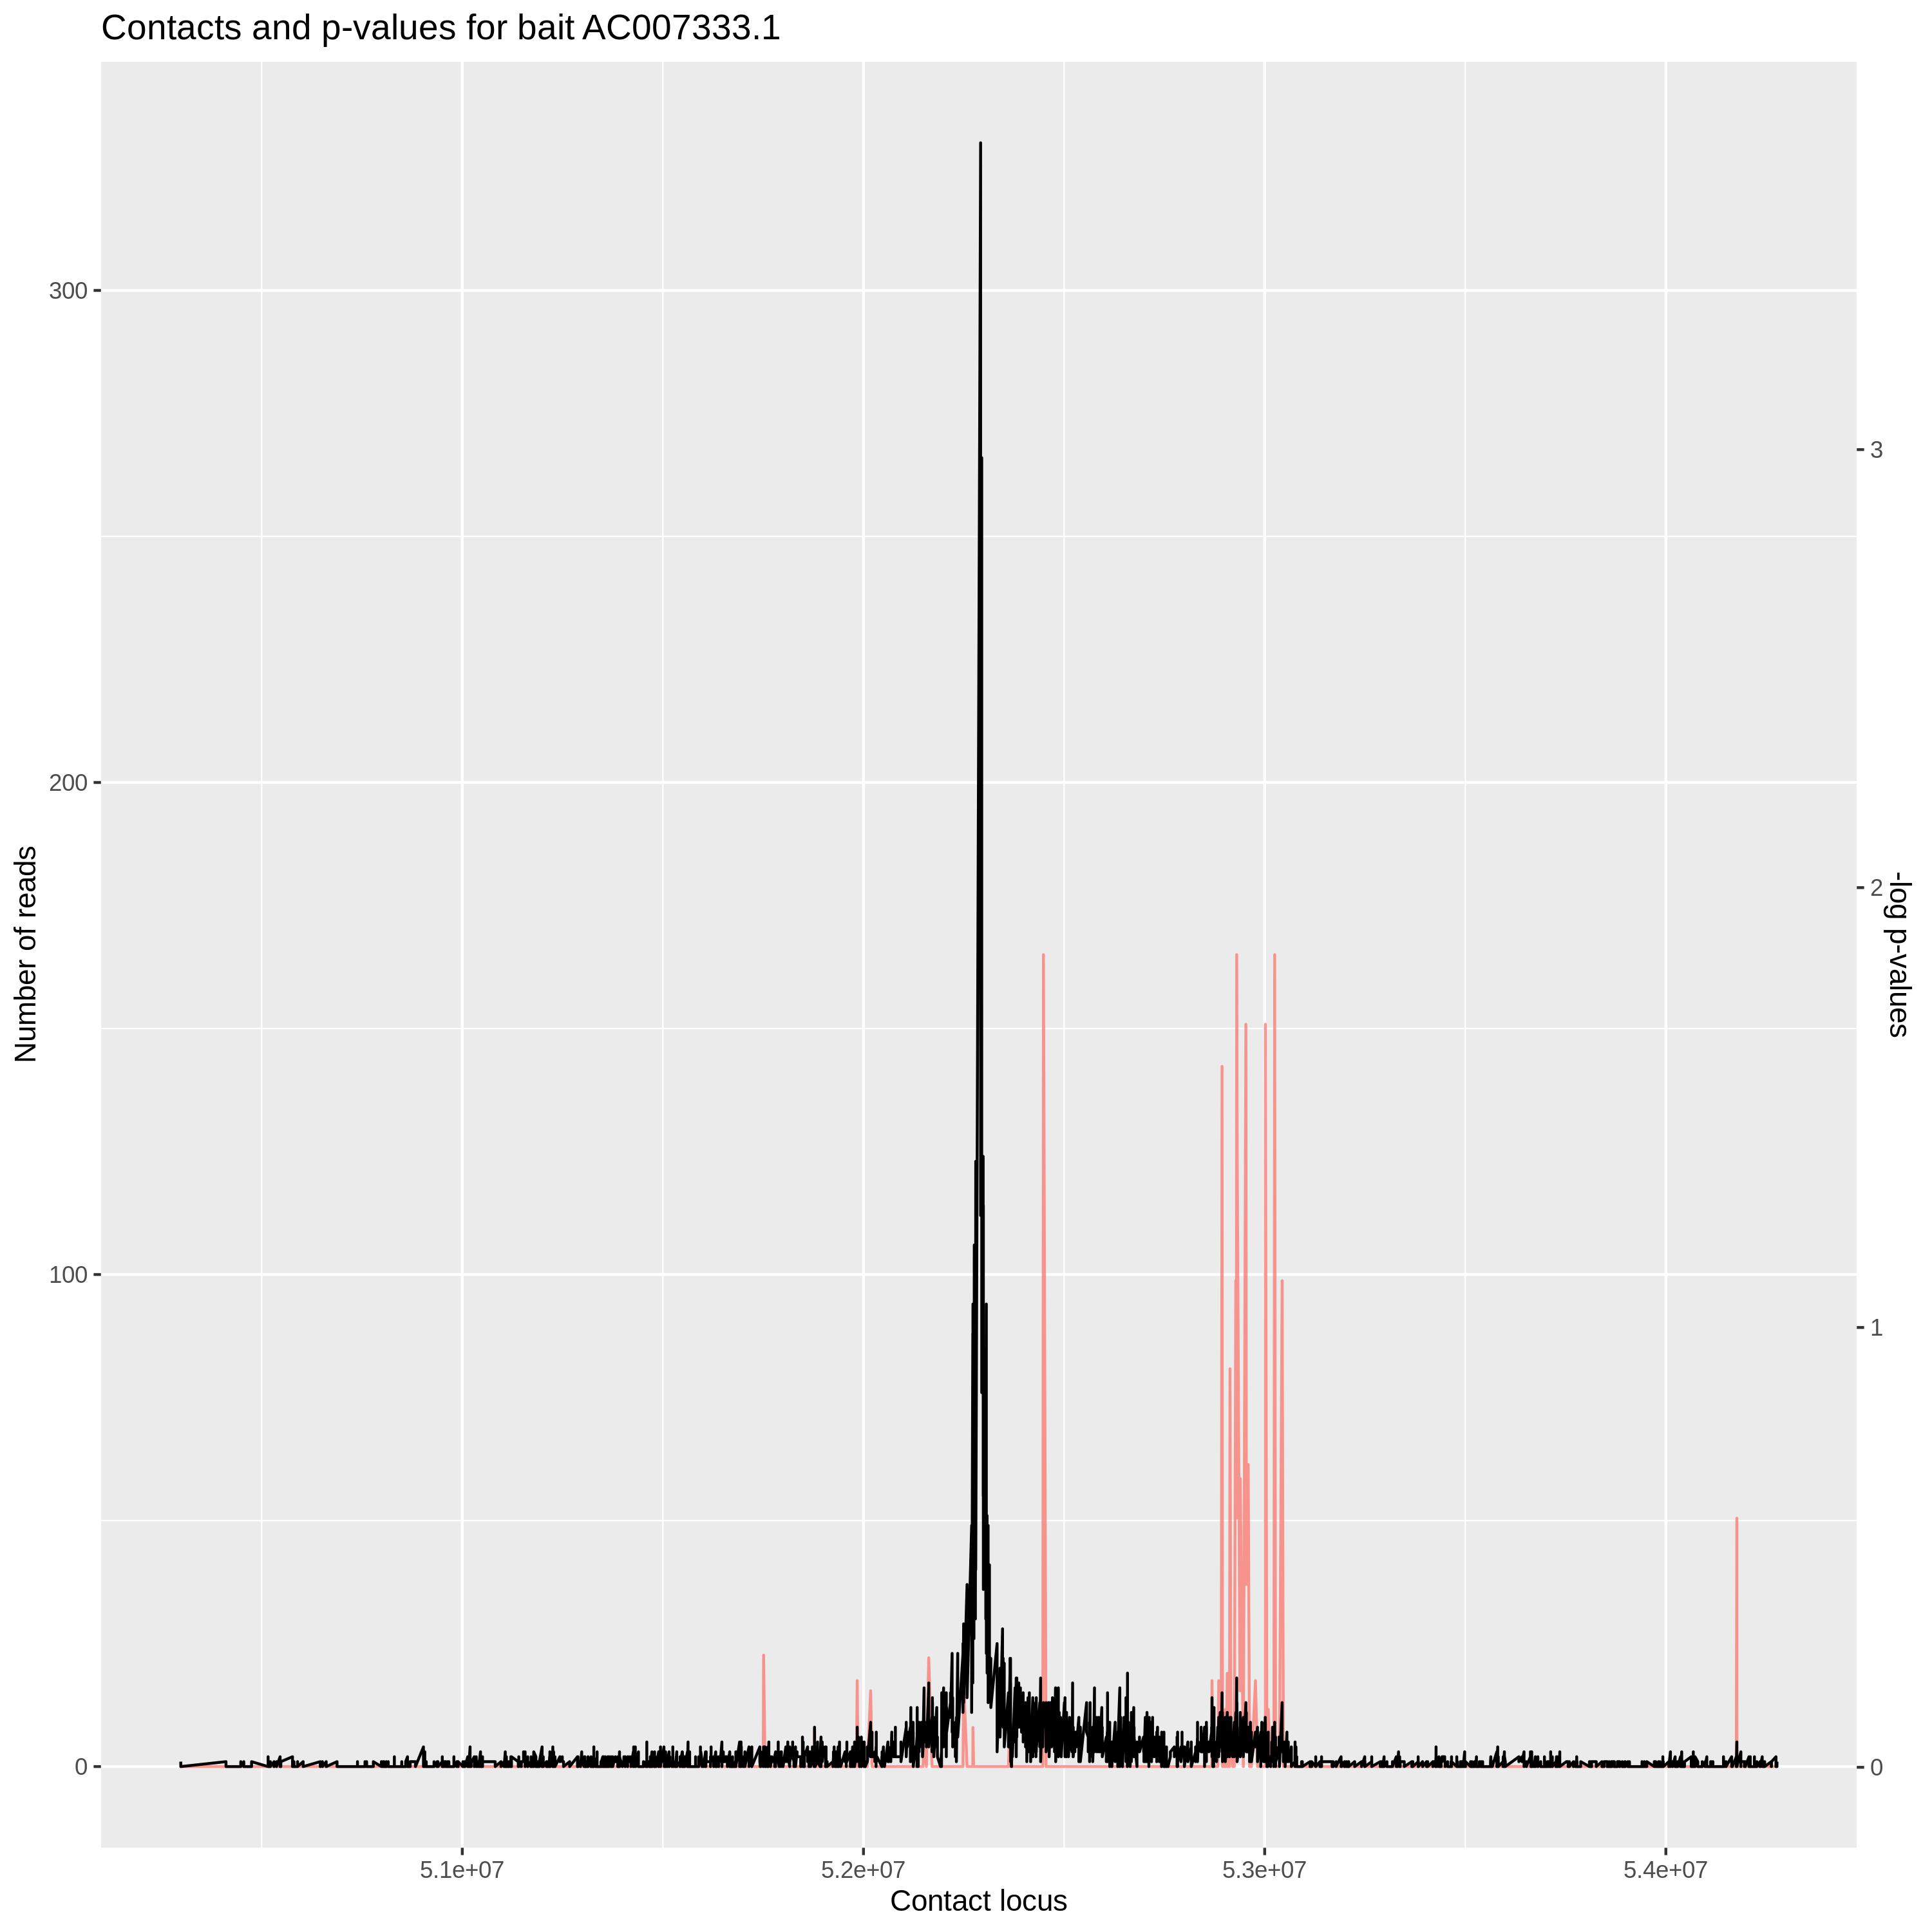 Contacts and p-values for bait AC007333.1
300
200
100
0
Number of reads
3
2
1
0
-log p-values
5.1e+07
5.2e+07
5.3e+07
5.4e+07
Contact locus